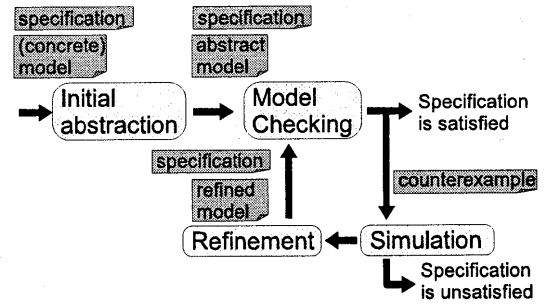 specification
(concrete)
model
specification
abstract
model
Initial
abstraction
Model
Checking
Specification
is satisfied
specification
refined
model
counterexample
Refinement
Simulation
Specification
is unsatisfied